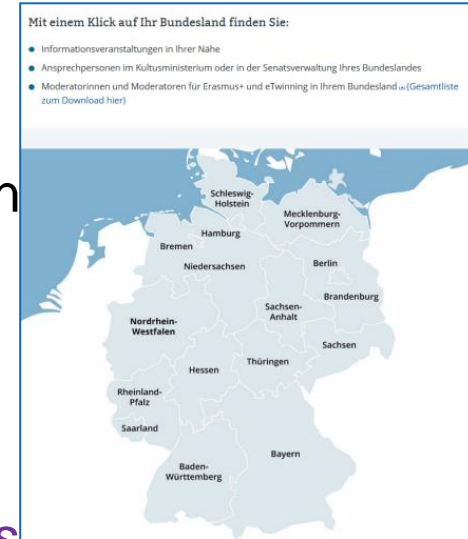 Mit einem Klick auf Ihr Bundesland finden Sie:
Informationsveranstaltungen in Ihrer Nähe
Ansprechpersonen im Kultusministerium oder in der Senatsverwaltung Ihres Bundeslandes
Moderatorinnen und Moderatoren für Erasmus+ und eTwinning in Ihrem Bundesland (Gesamtliste
zum Download hier)
n
Schleswig-
Holstein
Mecklenburg-
Vorpommern
Hamburg
Bremen
Niedersachsen
Berlin
Brandenburg
Sachsen-
Anhalt
Nordrhein-
Westfalen
Sachsen
Thüringen
Hessen
Rheinland-
Pfalz
Saarland
Bayern
Baden-
Württemberg
s